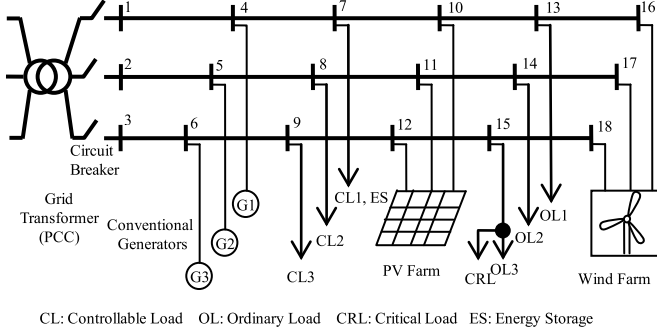 1 4 7 10 13 16
2 5 8 11 14 17
3 6 9 12 15 18
Circuit
Breaker
Grid
Transformer
(PCC)
Conventional
Generators
G1
G2
G3
CL1, ES
CL2
CL3
PV Farm
OL1
OL2
CRL
OL3
Wind Farm
CL: Controllable Load OL: Ordinary Load CRL: Critical Load ES: Energy Storage